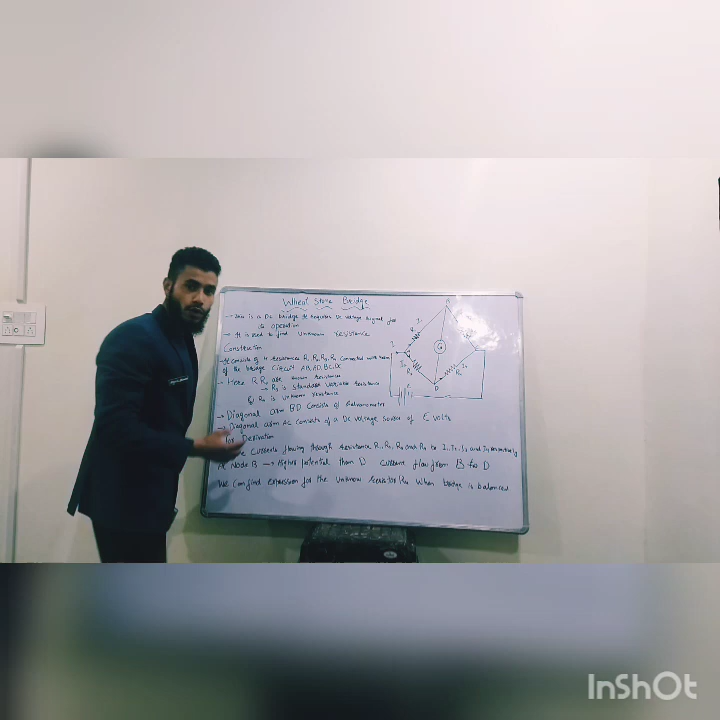 Wheat Stone Bridge
→ This is a DC bridge it requires DC voltage signal for
its operation
→ It is used to find unknown resistance
Construction
→ It consists of 4 resistances R₁ R₂ R₃ R₄ connected with
of the bridge circuit AB, AD, BC, DC
→ Here R R₃ are known resistance
→ R₃ is standard variable resistance
R₄ is unknown resistance
→ Diagonal arm BD consists of Galvanometer
→ Diagonal arm AC consists of a DC voltage source of E volts
for Derivation
currents flowing through resistance R₁, R₂, R₃ and R₄ be I₁, I₂, I₃ and I₄ respectively
At Node B → Higher potential than D current flow from B to D
We can find expression for the unknown resistor R₄ when bridge is balanced
G
D
InShOt